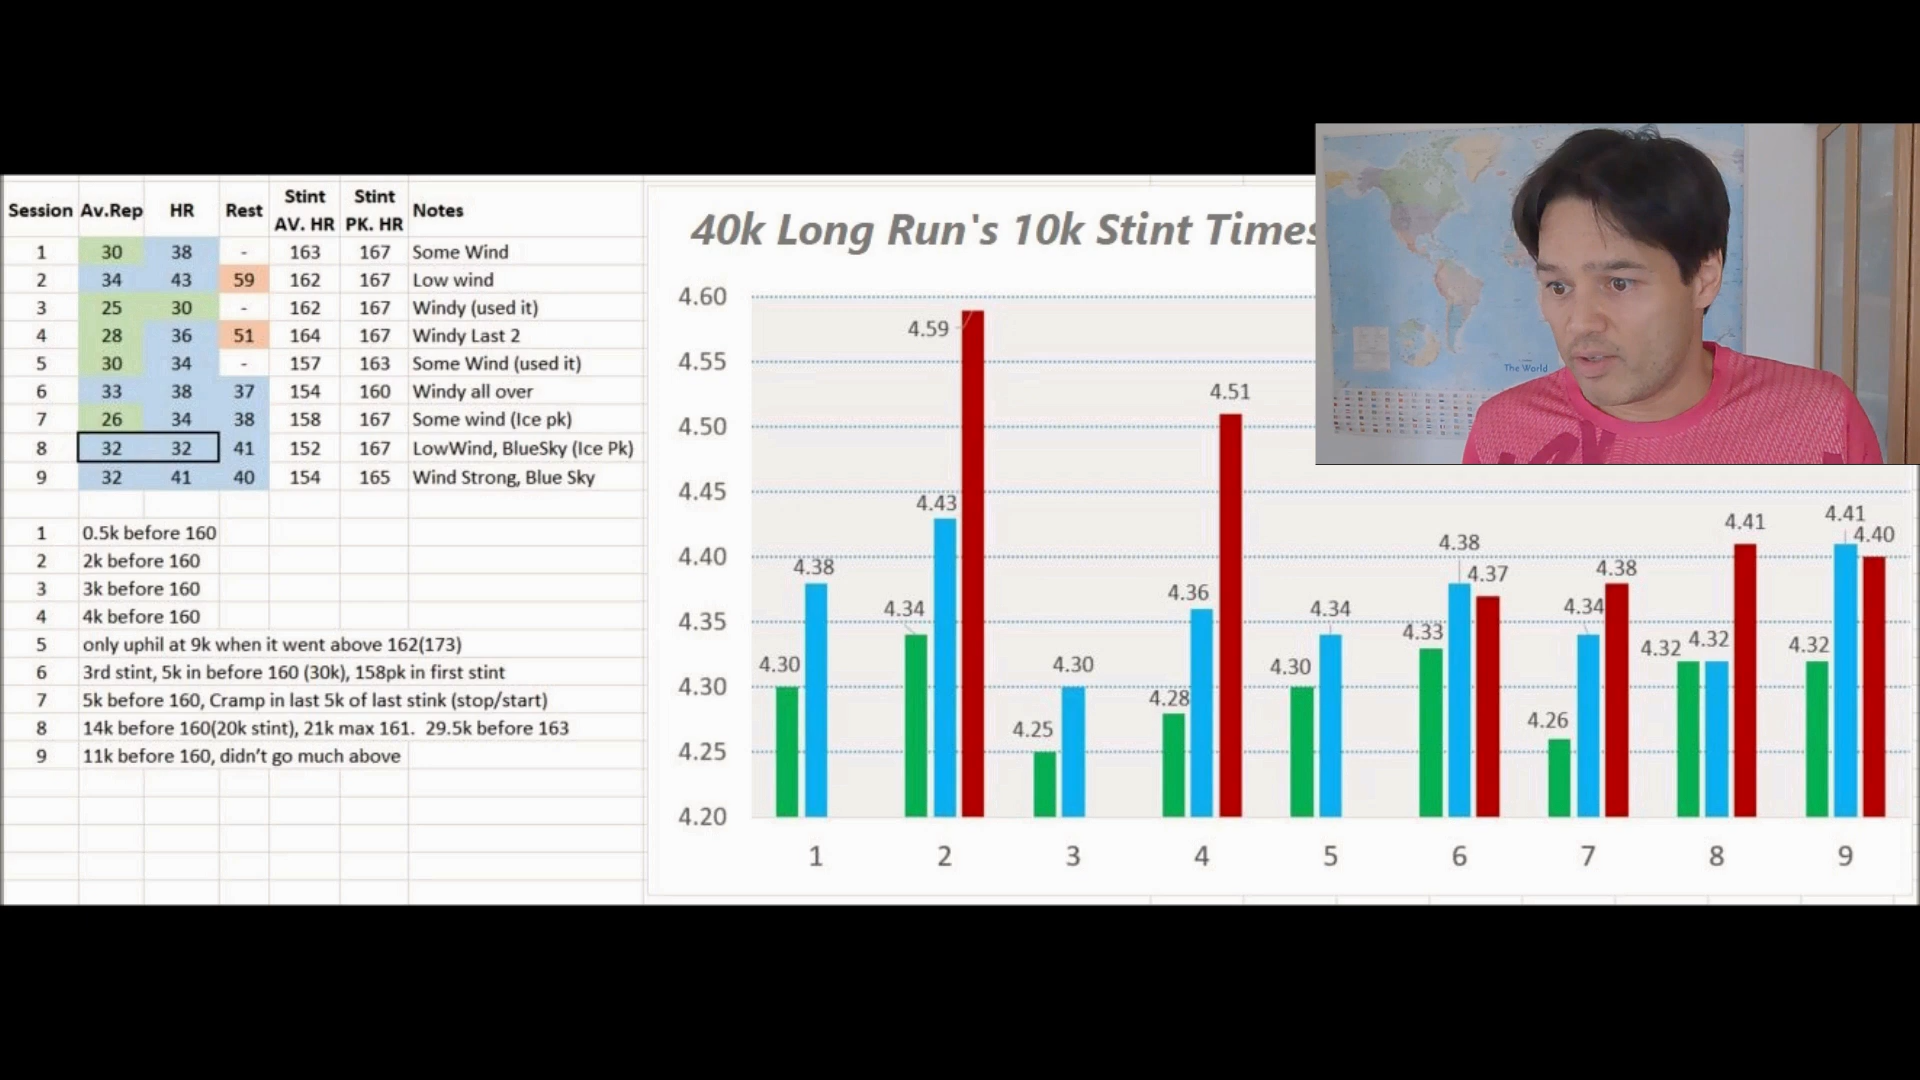 Session Av.Rep HR Rest Stint AV. HR Stint PK. HR Notes
1 30 38 - 163 167 Some Wind
2 34 43 59 162 167 Low wind
3 25 30 - 162 167 Windy (used it)
4 28 36 51 164 167 Windy Last 2
5 30 34 - 157 163 Some Wind (used it)
6 33 38 37 154 160 Windy all over
7 26 34 38 158 167 Some wind (Ice pk)
8 32 32 41 152 167 LowWind, BlueSky (Ice Pk)
9 32 41 40 154 165 Wind Strong, Blue Sky
1 0.5k before 160
2 2k before 160
3 3k before 160
4 4k before 160
5 only uphil at 9k when it went above 162(173)
6 3rd stint, 5k in before 160 (30k), 158pk in first stint
7 5k before 160, Cramp in last 5k of last stink (stop/start)
8 14k before 160(20k stint), 21k max 161. 29.5k before 163
9 11k before 160, didn't go much above
40k Long Run's 10k Stint Times
4.60
4.55
4.50
4.45
4.40
4.35
4.30
4.25
4.20
4.30 4.38
4.34 4.43 4.59
4.25 4.30
4.28 4.36 4.51
4.30 4.34
4.33 4.38 4.37
4.26 4.34 4.38
4.32 4.32 4.41
4.32 4.41 4.40
1 2 3 4 5 6 7 8 9
The World